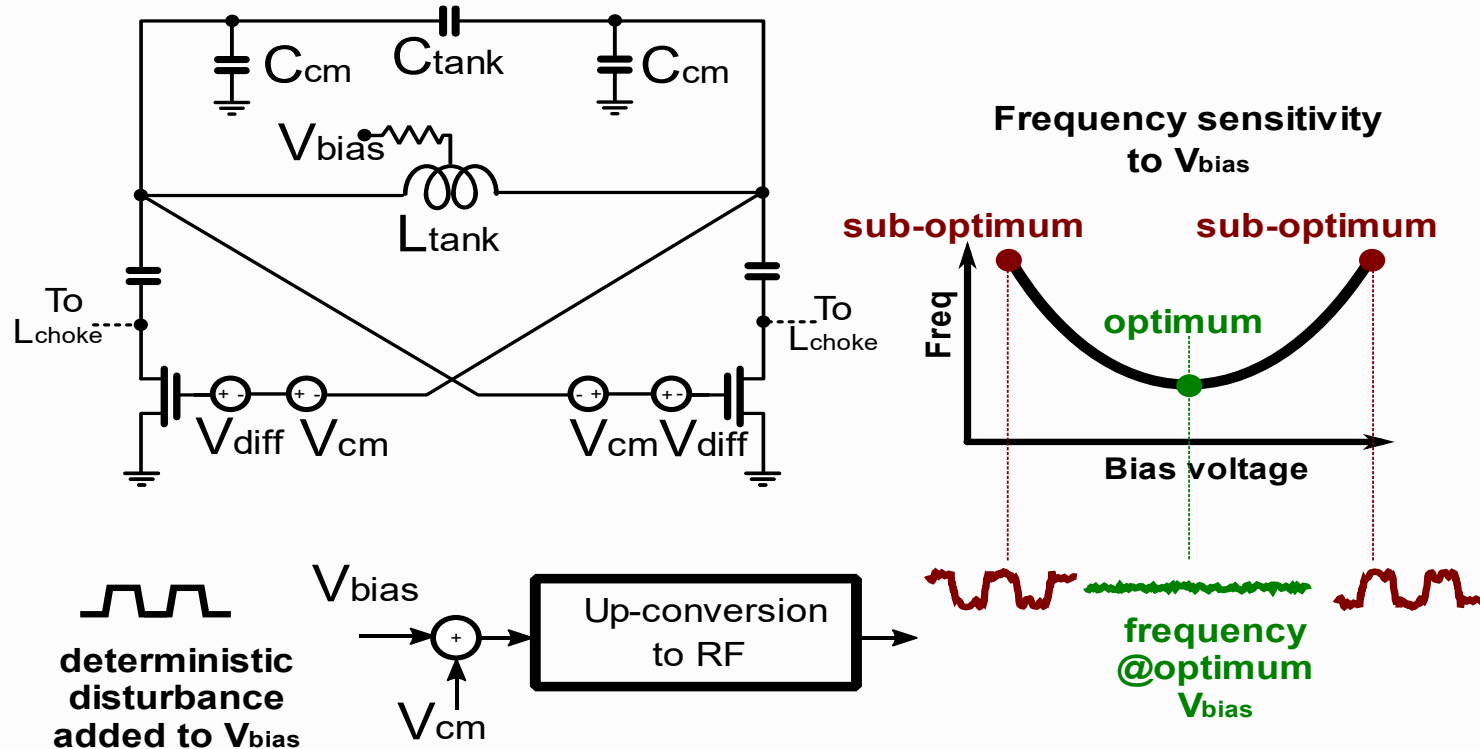 Ccm
Ctank
Ccm
Vbias
Ltank
To
Lchoke
To
Lchoke
+ -
+ -
- +
+ -
Vdiff
Vcm
Vcm
Vdiff
Frequency sensitivity
to Vbias
sub-optimum
sub-optimum
optimum
Freq
Bias voltage
deterministic
disturbance
added to Vbias
Vbias
+
Vcm
Up-conversion
to RF
frequency
@optimum
Vbias